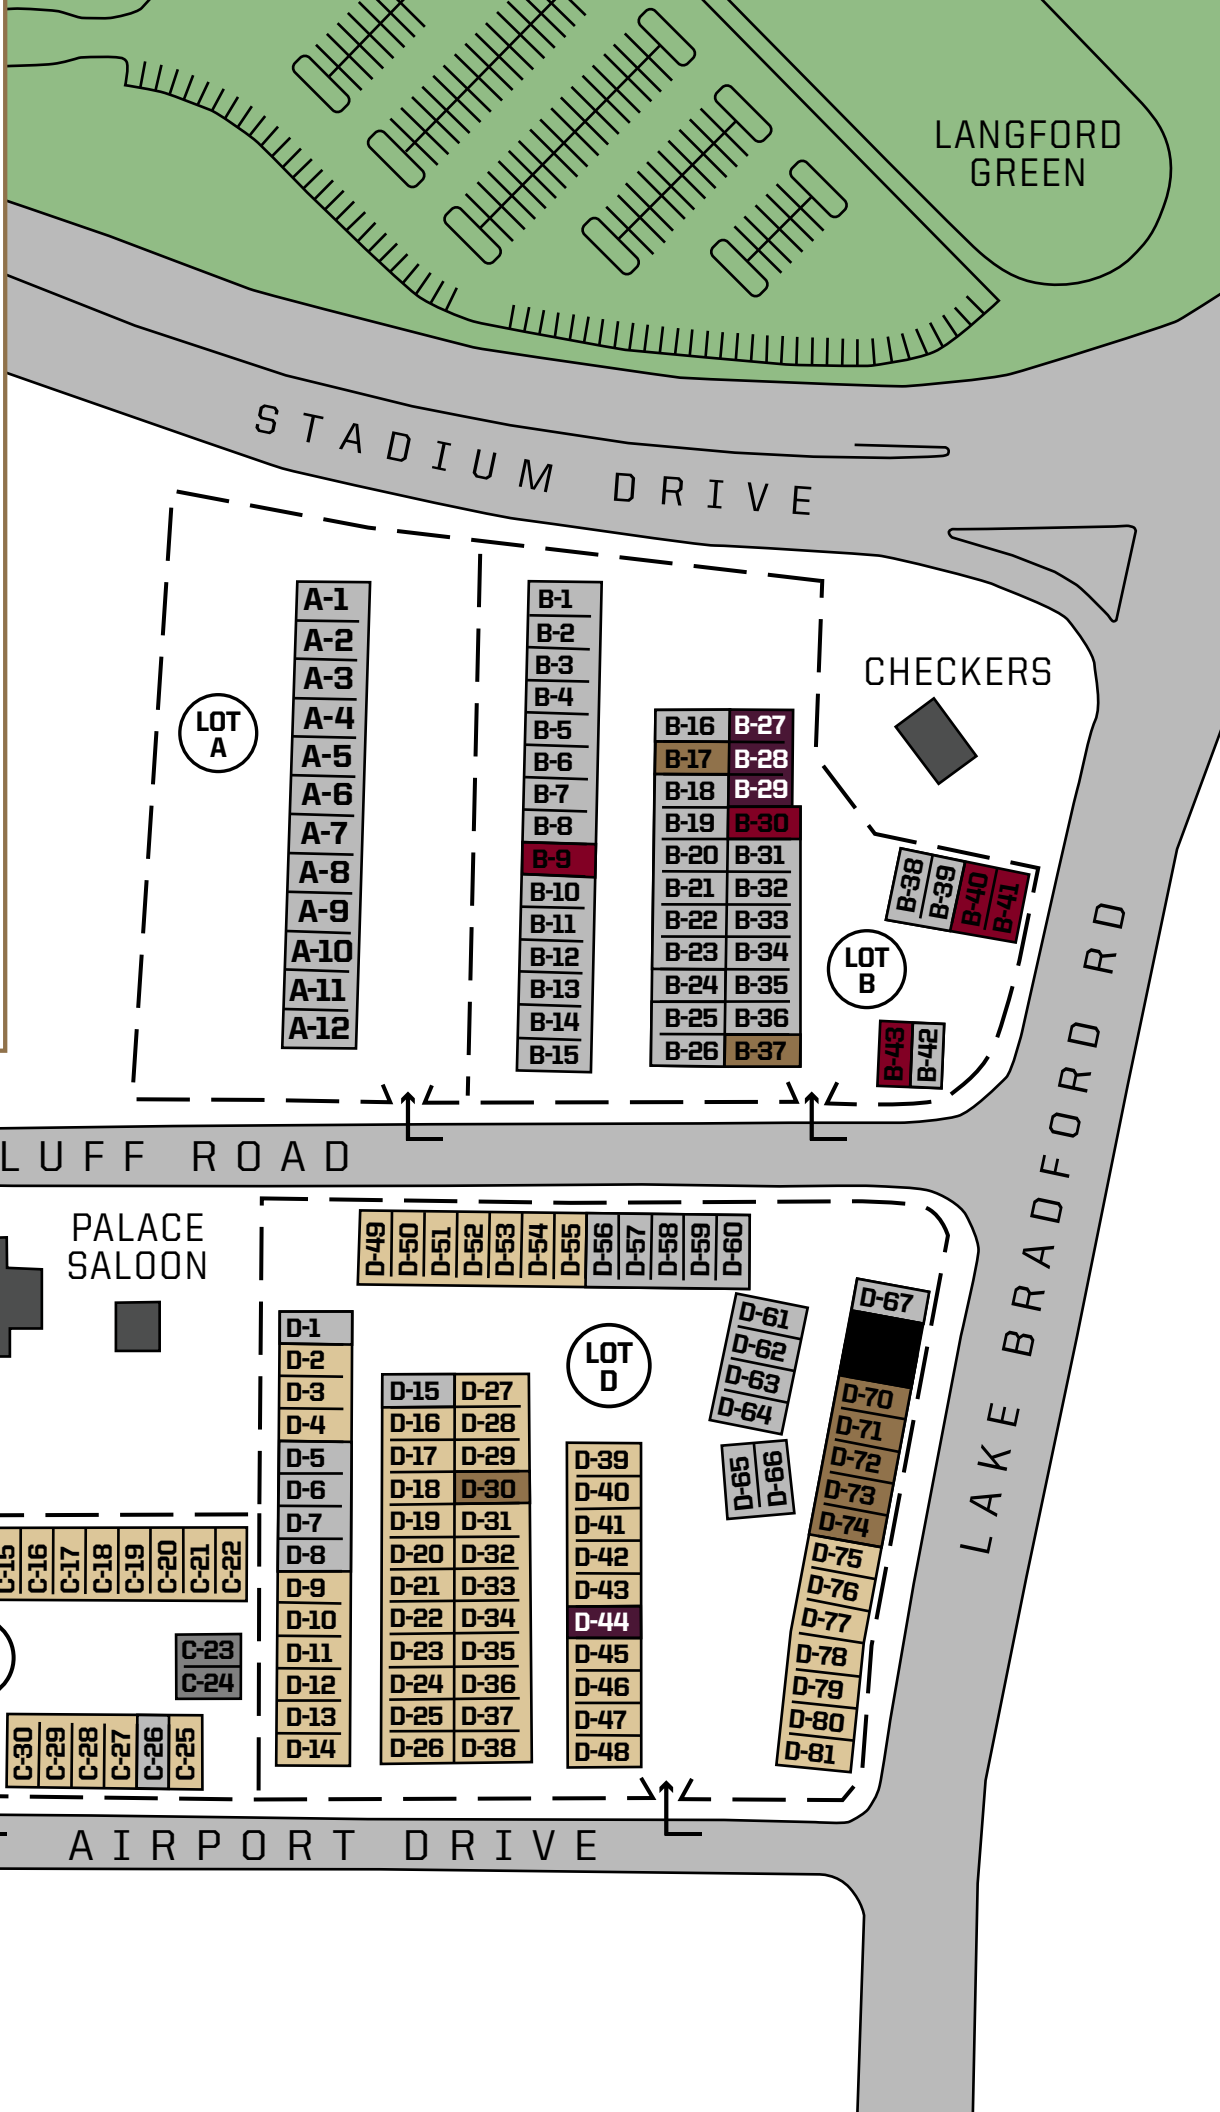 LANGFORD
GREEN
STADIUM DRIVE
A-1
A-2
A-3
A-4
A-5
A-6
A-7
A-8
A-9
A-10
A-11
A-12
LOT
A
B-1
B-2
B-3
B-4
B-5
B-6
B-7
B-8
B-9
B-10
B-11
B-12
B-13
B-14
B-15
B-16 B-27
B-17 B-28
B-18 B-29
B-19 B-30
B-20 B-31
B-21 B-32
B-22 B-33
B-23 B-34
B-24 B-35
B-25 B-36
B-26 B-37
CHECKERS
B-38
B-39
B-40
B-41
LOT
B
B-43
B-42
LUFF ROAD
LAKE BRADFORD RD
PALACE
SALOON
D-49
D-50
D-51
D-52
D-53
D-54
D-55
D-56
D-57
D-58
D-59
D-60
D-1
D-2
D-3
D-4
D-5
D-6
D-7
D-8
D-9
D-10
D-11
D-12
D-13
D-14
D-15 D-27
D-16 D-28
D-17 D-29
D-18 D-30
D-19 D-31
D-20 D-32
D-21 D-33
D-22 D-34
D-23 D-35
D-24 D-36
D-25 D-37
D-26 D-38
LOT
D
D-39
D-40
D-41
D-42
D-43
D-44
D-45
D-46
D-47
D-48
D-61
D-62
D-63
D-64
D-65
D-66
D-67
D-70
D-71
D-72
D-73
D-74
D-75
D-76
D-77
D-78
D-79
D-80
D-81
C-15
C-16
C-17
C-18
C-19
C-20
C-21
C-22
C-23
C-24
C-30
C-29
C-28
C-27
C-26
C-25
AIRPORT DRIVE